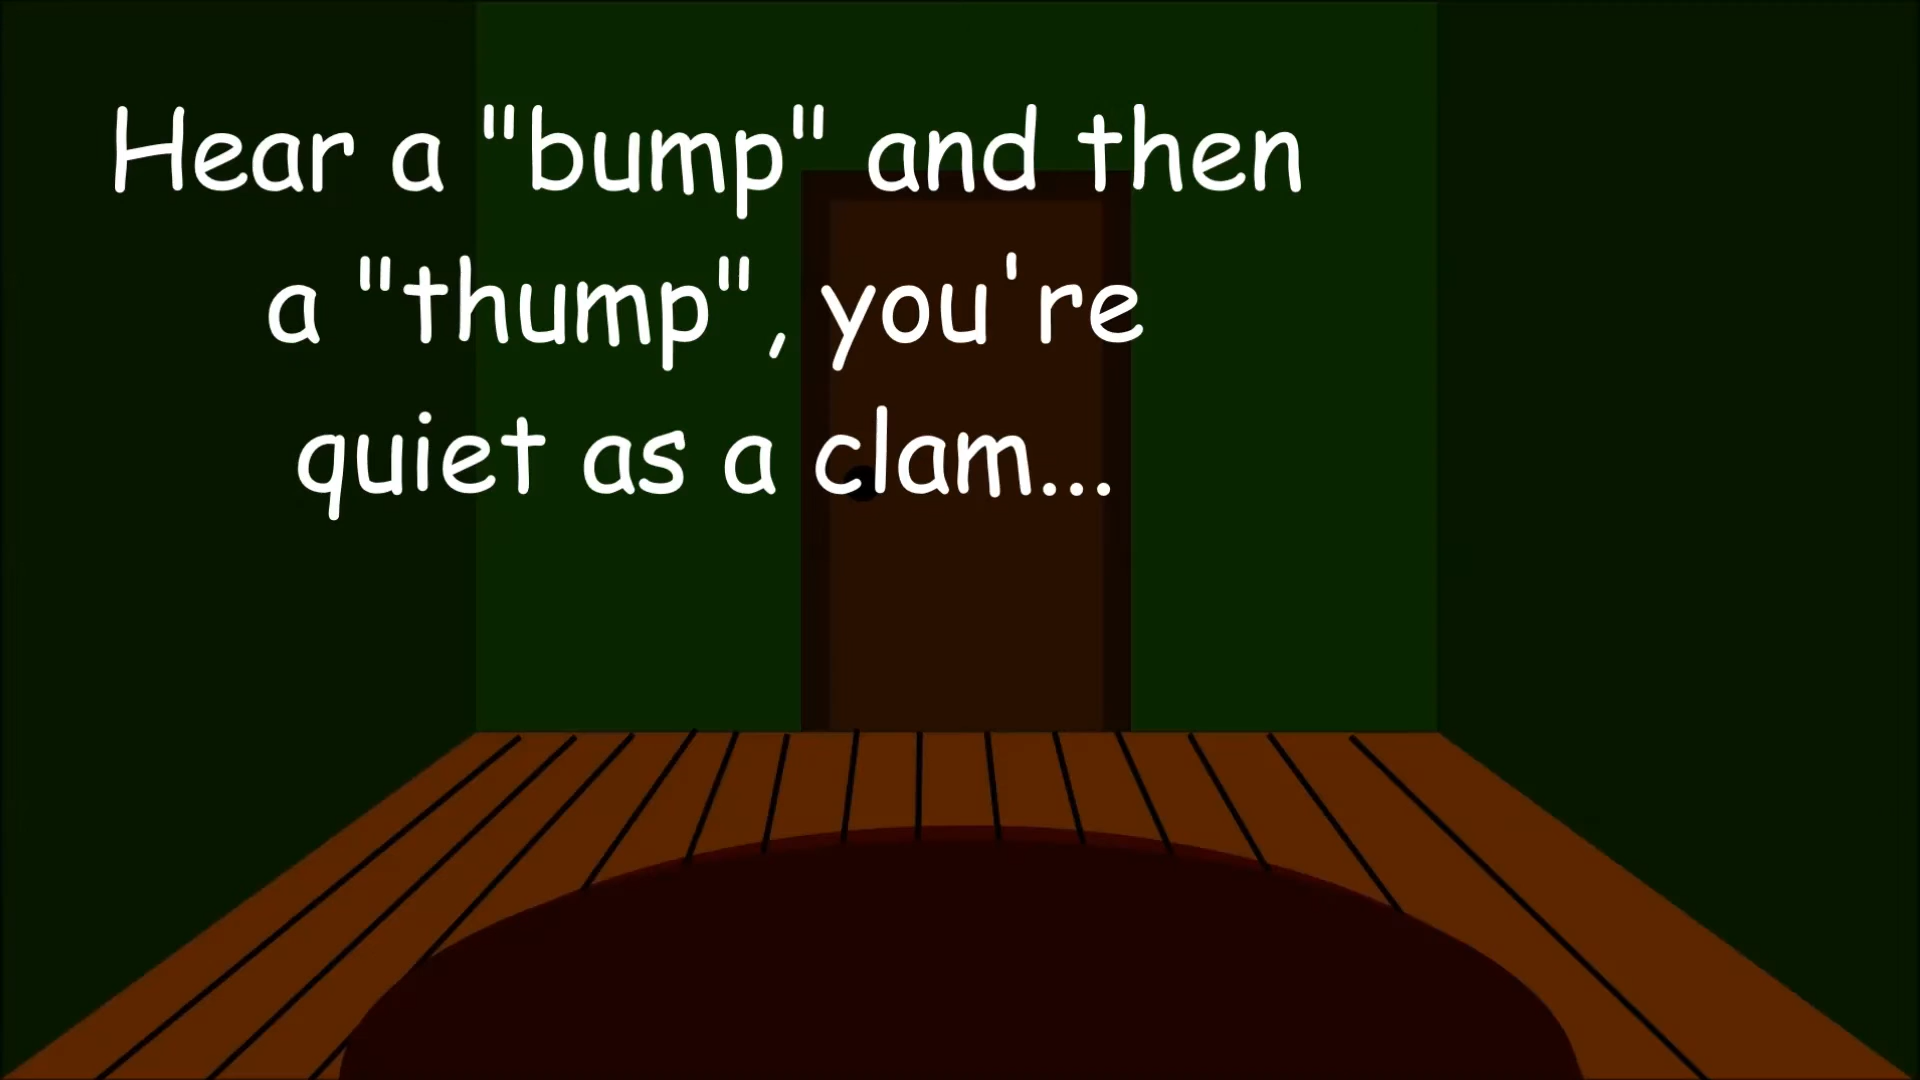 Hear a "bump" and then
a "thump", you're
quiet as a clam...